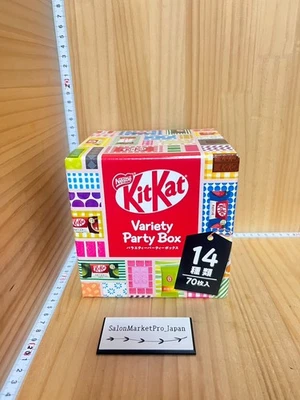 Nestlé
KitKat
Variety
Party Box
バラエティーパーティーボックス
14
種類
70枚入
SalonMarketPro_Japan